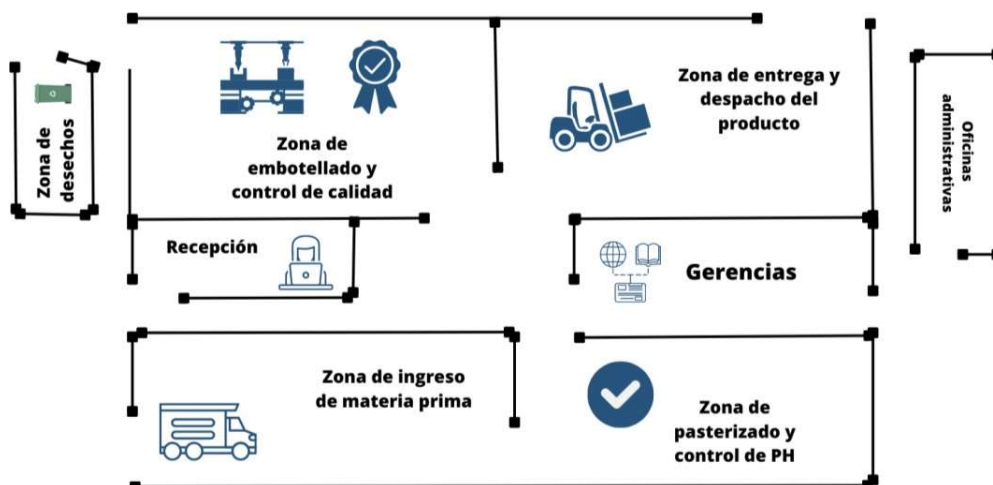 Zona de
desechos
Zona de
embotellado y
control de calidad
Zona de entrega y
despacho del
producto
Oficinas
administrativas
Recepción
Gerencias
Zona de ingreso
de materia prima
Zona de
pasterizado y
control de PH